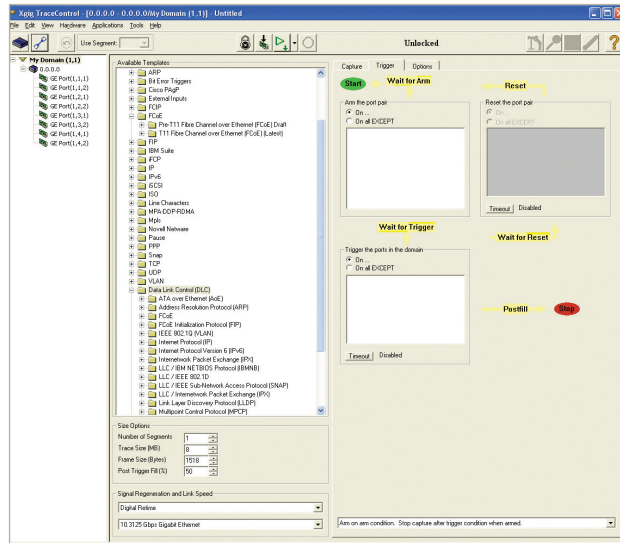 Xgig TraceControl - [0.0.0.0 - 0.0.0.0/My Domain (1,1)] - Untitled
File Edit View Hardware Applications Tools Help
Use Segment:
Unlocked
My Domain (1,1)
0.0.0.0
GE Port(1,1,1)
GE Port(1,1,2)
GE Port(1,2,1)
GE Port(1,2,2)
GE Port(1,3,1)
GE Port(1,3,2)
GE Port(1,4,1)
GE Port(1,4,2)
Available Templates
ARP
Bit Error Triggers
Cisco PAgP
External Inputs
FCIP
FCoE
Pre-T11 Fibre Channel over Ethernet (FCoE) Draft
T11 Fibre Channel over Ethernet (FCoE) (Latest)
FIP
IBM Suite
iFCP
IP
IPv6
iSCSI
ISO
Line Characters
MPA-DDP-RDMA
Mpls
Novell Netware
Pause
PPP
Snap
TCP
UDP
VLAN
Data Link Control (DLC)
ATA over Ethernet (AoE)
Address Resolution Protocol (ARP)
FCoE
FCoE Initialization Protocol (FIP)
IEEE 802.1Q (VLAN)
Internet Protocol (IP)
Internet Protocol Version 6 (IPv6)
Internetwork Packet Exchange (IPX)
LLC / IBM NETBIOS Protocol (IBMNB)
LLC / IEEE 802.1D
LLC / IEEE Sub-Network Access Protocol (SNAP)
LLC / Internetwork Packet Exchange (IPX)
Link Layer Discovery Protocol (LLDP)
Multipoint Control Protocol (MPCP)
Size Options
Number of Segments 1
Trace Size (MB) 8
Frame Size (Bytes) 1518
Post Trigger Fill (%) 50
Signal Regeneration and Link Speed
Digital Retime
10.3125 Gbps Gigabit Ethernet
Capture Trigger Options
Start Wait for Arm Reset
Arm the port pair
On ...
On all EXCEPT
Reset the port pair
On ...
On all EXCEPT
Timeout Disabled
Wait for Trigger
Wait for Reset
Trigger the ports in the domain
On ...
On all EXCEPT
Postfill Stop
Timeout Disabled
Arm on arm condition. Stop capture after trigger condition when armed.